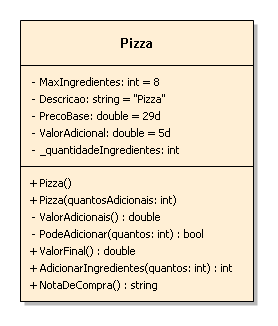 Pizza
- MaxIngredientes: int = 8
- Descricao: string = "Pizza"
- PrecoBase: double = 29d
- ValorAdicional: double = 5d
- _quantidadeIngredientes: int
+ Pizza()
+ Pizza(quantosAdicionais: int)
- ValorAdicionais() : double
- PodeAdicionar(quantos: int) : bool
+ ValorFinal() : double
+ AdicionarIngredientes(quantos: int) : int
+ NotaDeCompra() : string